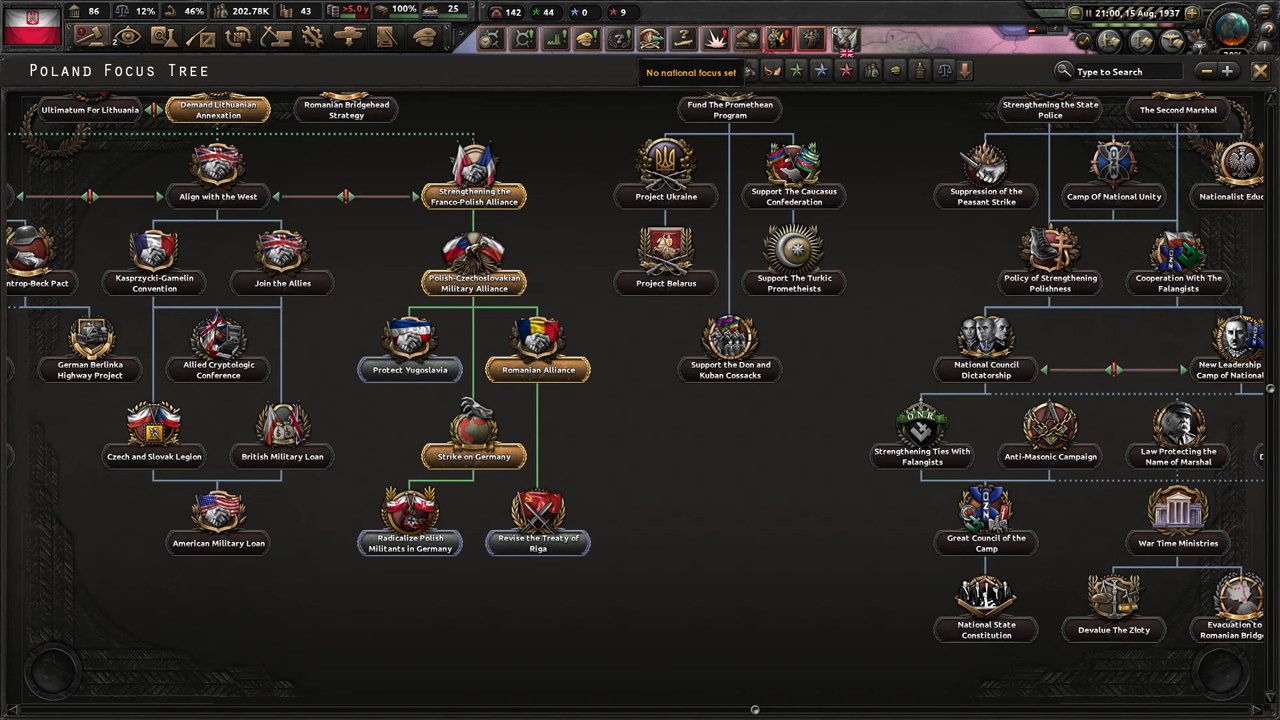 86
12%
46%
202.78K
43
>5.0 y
100%
25
142
44
0
9
21:00, 15 Aug, 1937
POLAND FOCUS TREE
No national focus set
Type to Search
Ultimatum For Lithuania
Demand Lithuanian
Annexation
Romanian Bridgehead
Strategy
Fund The Promethean
Program
Strengthening the State
Police
The Second Marshal
Align with the West
Strengthening the
Franco-Polish Alliance
Project Ukraine
Support The Caucasus
Confederation
Suppression of the
Peasant Strike
Camp Of National Unity
Nationalist Educ
ntrop-Beck Pact
Kasprzycki-Gamelin
Convention
Join the Allies
Polish-Czechoslovakian
Military Alliance
Project Belarus
Support The Turkic
Prometheists
Policy of Strengthening
Polishness
Cooperation With The
Falangists
German Berlinka
Highway Project
Allied Cryptologic
Conference
Protect Yugoslavia
Romanian Alliance
Support the Don and
Kuban Cossacks
National Council
Dictatorship
New Leadership
Camp of National
Czech and Slovak Legion
British Military Loan
Strike on Germany
Strengthening Ties With
Falangists
Anti-Masonic Campaign
Law Protecting the
Name of Marshal
American Military Loan
Radicalize Polish
Militants in Germany
Revise the Treaty of
Riga
Great Council of the
Camp
War Time Ministries
National State
Constitution
Devalue The Złoty
Evacuation to
Romanian Bridge